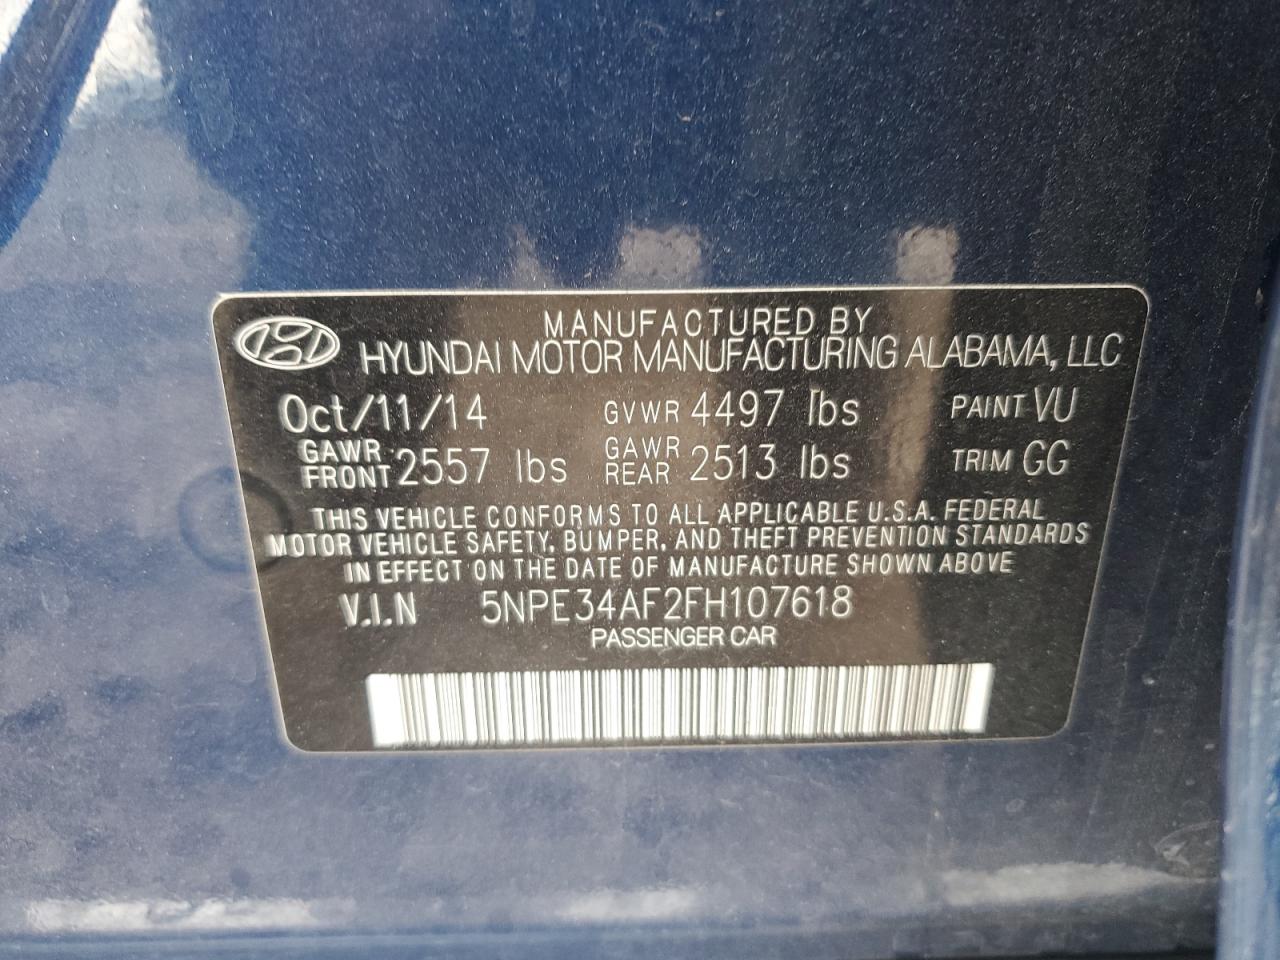 MANUFACTURED BY
HYUNDAI MOTOR MANUFACTURING ALABAMA, LLC
Oct/11/14 GVWR 4497 lbs PAINT VU
GAWR FRONT 2557 lbs GAWR REAR 2513 lbs TRIM GG
THIS VEHICLE CONFORMS TO ALL APPLICABLE U.S.A. FEDERAL
MOTOR VEHICLE SAFETY, BUMPER, AND THEFT PREVENTION STANDARDS
IN EFFECT ON THE DATE OF MANUFACTURE SHOWN ABOVE
V.I.N 5NPE34AF2FH107618
PASSENGER CAR